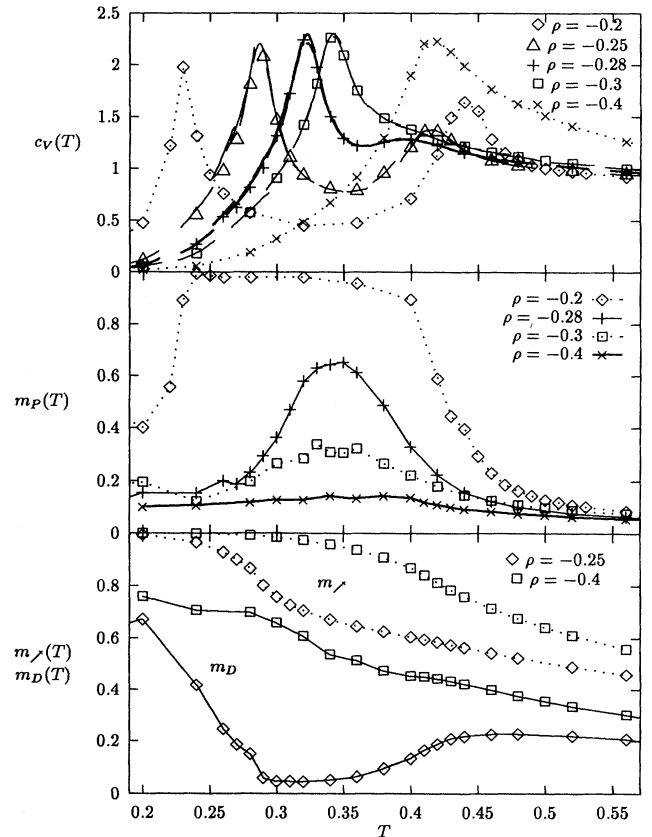 2.5
2
1.5
1
0.5
0
c_V(T)
ρ = −0.2
ρ = −0.25
ρ = −0.28
ρ = −0.3
ρ = −0.4
0.8
0.6
0.4
0.2
0
m_P(T)
ρ = −0.2
ρ = −0.28
ρ = −0.3
ρ = −0.4
0.8
0.6
0.4
0.2
0
m_↗(T)
m_D(T)
m_↗
m_D
ρ = −0.25
ρ = −0.4
0.2 0.25 0.3 0.35 0.4 0.45 0.5 0.55
T